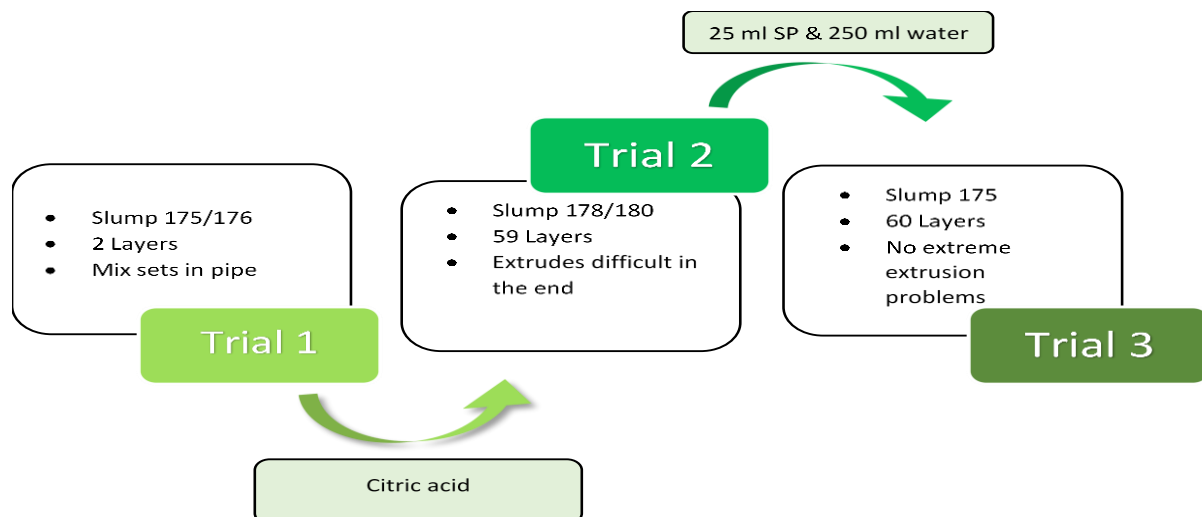 Slump 175/176
2 Layers
Mix sets in pipe
Trial 1
Citric acid
Slump 178/180
59 Layers
Extrudes difficult in
the end
Trial 2
25 ml SP & 250 ml water
Slump 175
60 Layers
No extreme
extrusion
problems
Trial 3